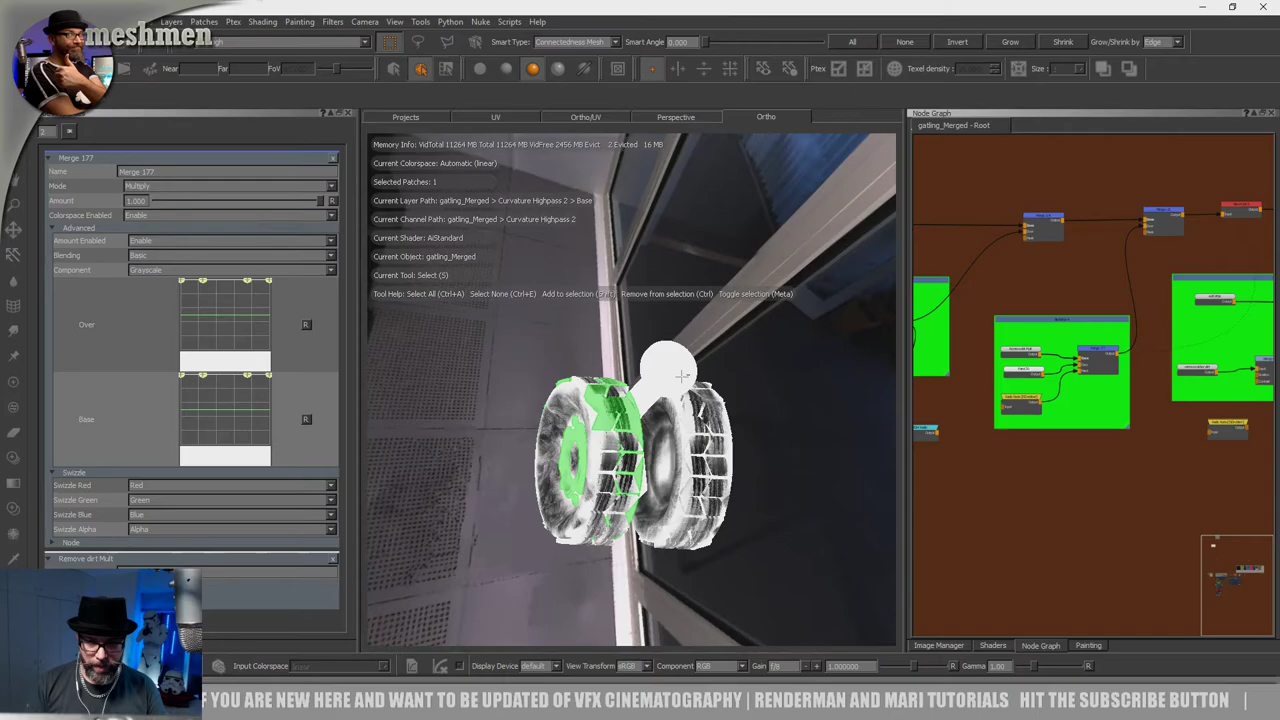 Layers Patches Ptex Shading Painting Filters Camera View Tools Python Nuke Scripts Help
meshmen
Smart Type: Connectedness Mesh Smart Angle 0.000 All None Invert Grow Shrink Grow/Shrink by Edge
Near Far FoV Ptex Texel density: Size: 1
Projects UV Ortho/UV Perspective Ortho
Node Graph
gatling_Merged - Root
2
Merge 177
Name Merge 177
Mode Multiply
Amount 1.000 R
Colorspace Enabled Enable
Advanced
Amount Enabled Enable
Blending Basic
Component Grayscale
Over R
Base R
Swizzle
Swizzle Red Red
Swizzle Green Green
Swizzle Blue Blue
Swizzle Alpha Alpha
Node
Remove dirt Mult
Memory Info: VidTotal 11264 MB Total 11264 MB VidFree 2456 MB Evict 2 Evicted 16 MB
Current Colorspace: Automatic (linear)
Selected Patches: 1
Current Layer Path: gatling_Merged > Curvature Highpass 2 > Base
Current Channel Path: gatling_Merged > Curvature Highpass 2
Current Shader: AiStandard
Current Object: gatling_Merged
Current Tool: Select (S)
Tool Help: Select All (Ctrl+A) Select None (Ctrl+E) Add to selection (Shift) Remove from selection (Ctrl) Toggle selection (Meta)
Image Manager Shaders Node Graph Painting
Input Colorspace linear Display Device default View Transform sRGB Component RGB Gain f/8 - + 1.000000 R Gamma 1.00 R
IF YOU ARE NEW HERE AND WANT TO BE UPDATED OF VFX CINEMATOGRAPHY | RENDERMAN AND MARI TUTORIALS HIT THE SUBSCRIBE BUTTON |